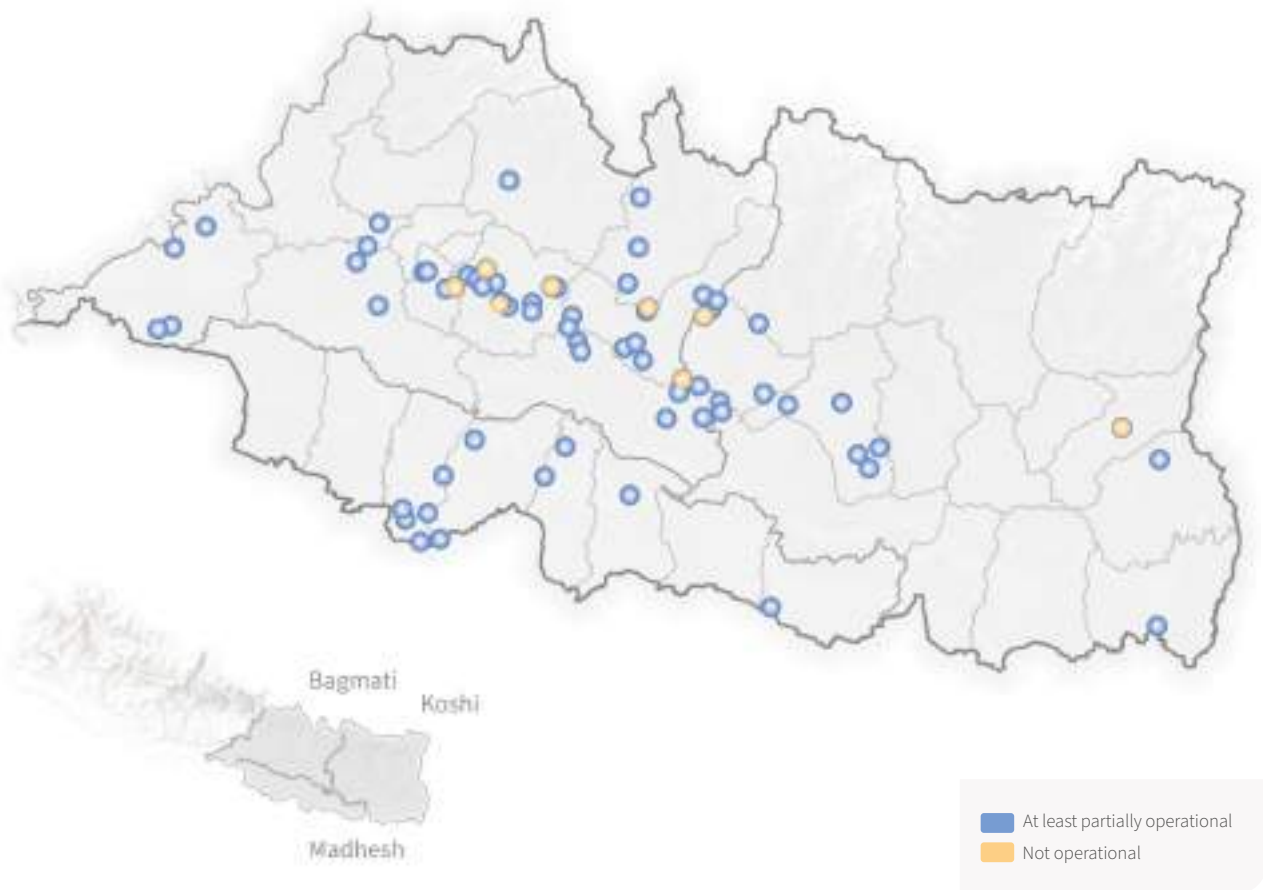 Bagmati
Koshi
Madhesh
At least partially operational
Not operational